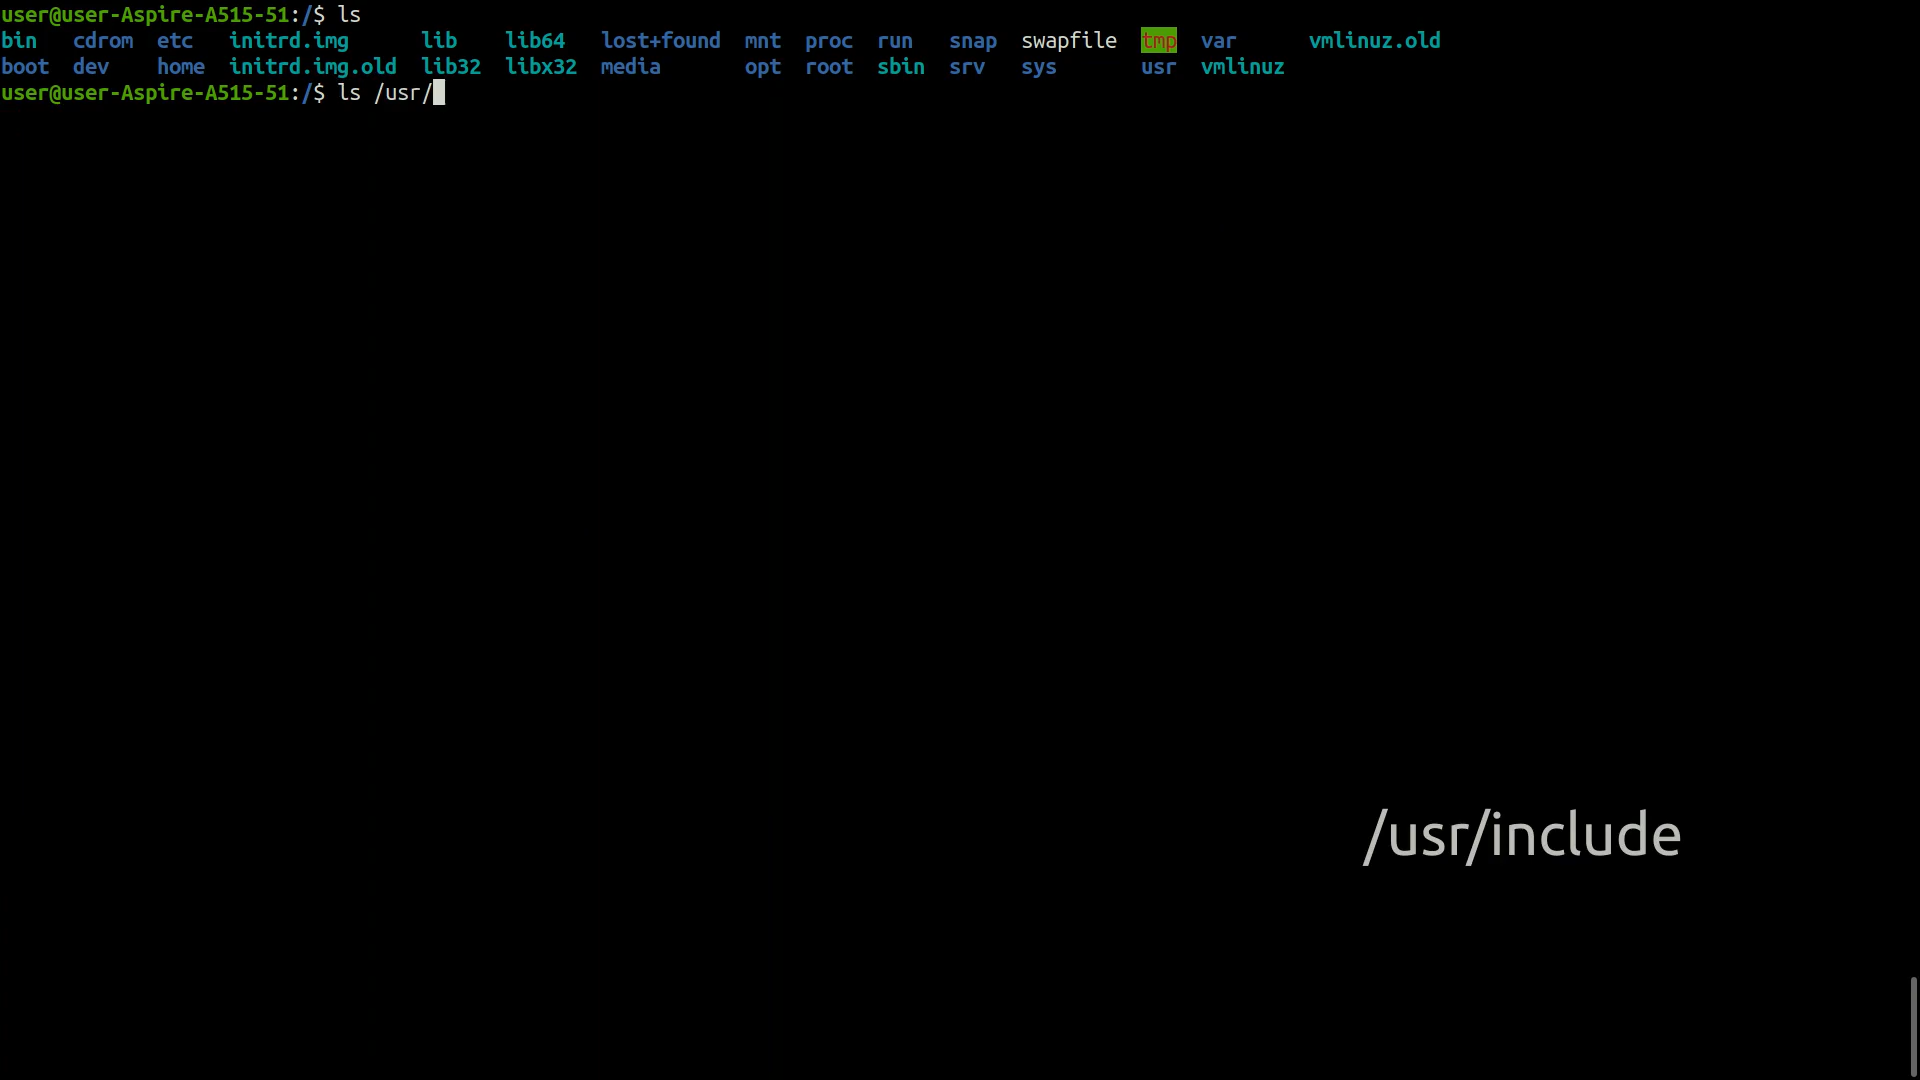 user@user-Aspire-A515-51:/$ ls
bin   cdrom  etc   initrd.img      lib    lib64   lost+found  mnt  proc  run   snap  swapfile  tmp  var      vmlinuz.old
boot  dev    home  initrd.img.old  lib32  libx32  media       opt  root  sbin  srv   sys       usr  vmlinuz
user@user-Aspire-A515-51:/$ ls /usr/
/usr/include